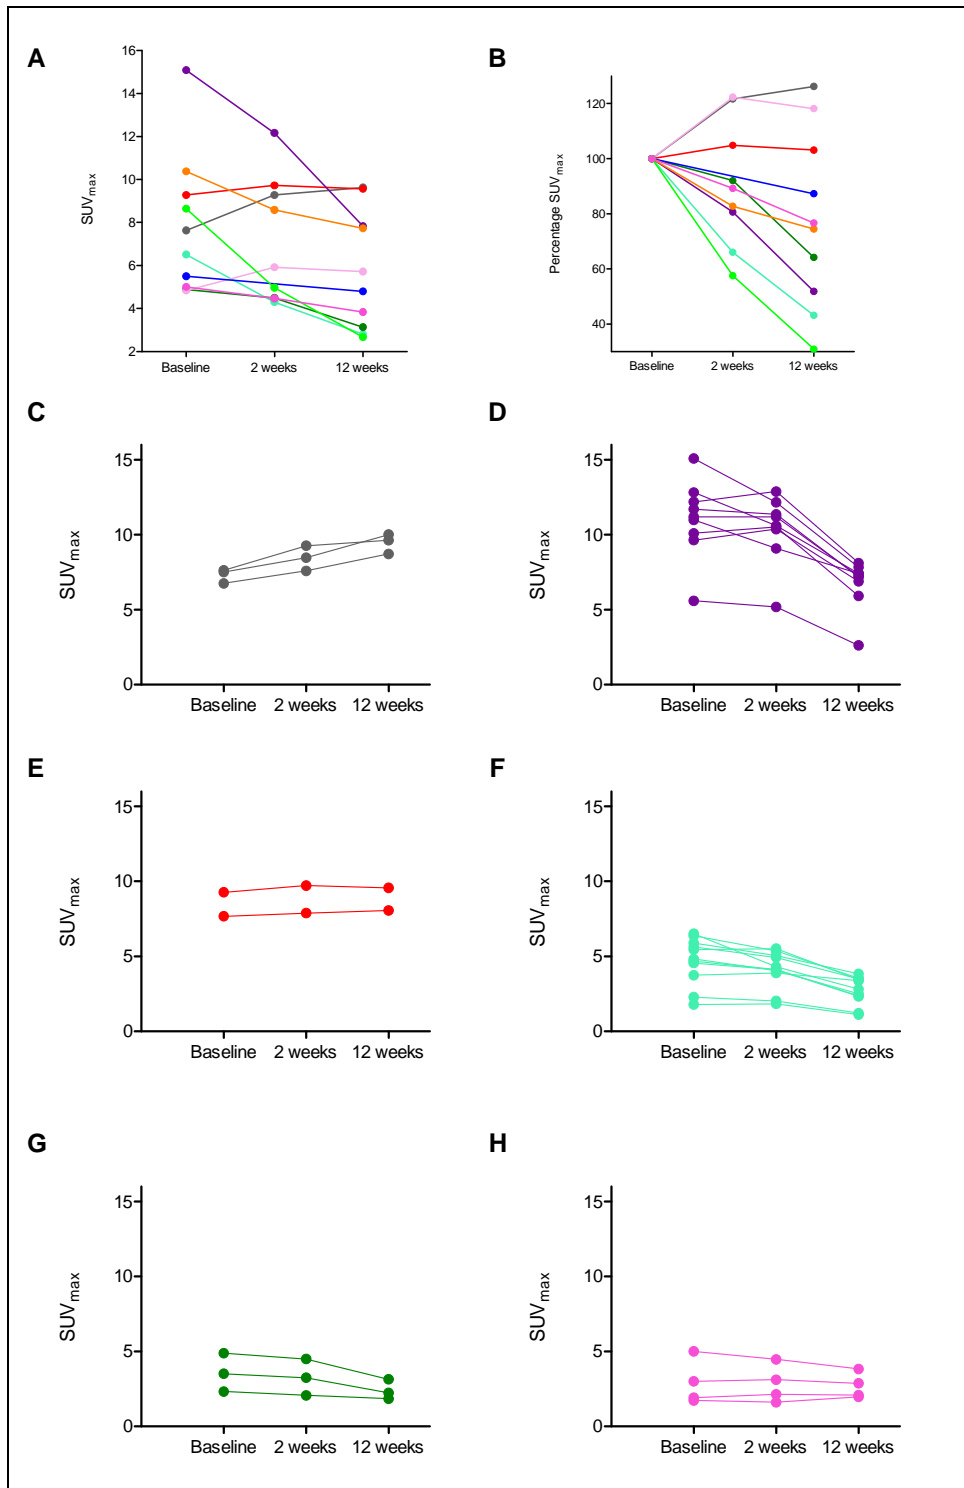 A
16
14
12
10
8
6
4
2
SUVmax
Baseline 2 weeks 12 weeks
B
120
100
80
60
40
Percentage SUVmax
Baseline 2 weeks 12 weeks
C
15
10
5
0
SUVmax
Baseline 2 weeks 12 weeks
D
15
10
5
0
SUVmax
Baseline 2 weeks 12 weeks
E
15
10
5
0
SUVmax
Baseline 2 weeks 12 weeks
F
15
10
5
0
SUVmax
Baseline 2 weeks 12 weeks
G
15
10
5
0
SUVmax
Baseline 2 weeks 12 weeks
H
15
10
5
0
SUVmax
Baseline 2 weeks 12 weeks